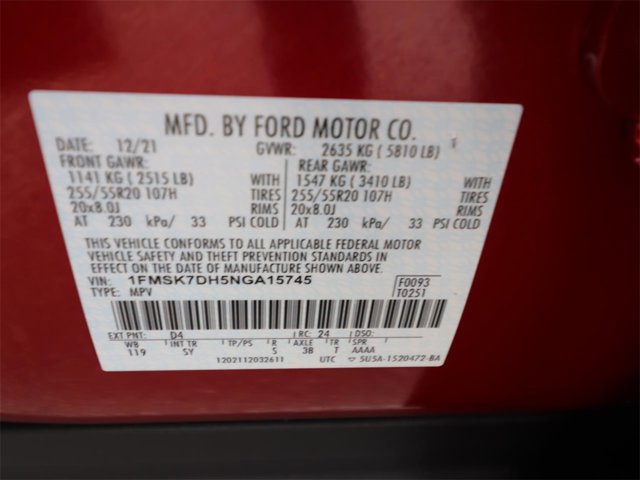 MFD. BY FORD MOTOR CO.
DATE: 12/21 GVWR: 2635 KG ( 5810 LB)
FRONT GAWR: REAR GAWR:
1141 KG ( 2515 LB) WITH 1547 KG ( 3410 LB) WITH
255/55R20 107H TIRES 255/55R20 107H TIRES
20x8.0J RIMS 20x8.0J RIMS
AT 230 kPa/ 33 PSI COLD AT 230 kPa/ 33 PSI COLD
THIS VEHICLE CONFORMS TO ALL APPLICABLE FEDERAL MOTOR
VEHICLE SAFETY AND THEFT PREVENTION STANDARDS IN EFFECT
ON THE DATE OF MANUFACTURE SHOWN ABOVE.
VIN: 1FMSK7DH5NGA15745 F0093
TYPE: MPV T0251
EXT PNT: D4 RC: 24 DSO:
WB INT TR TP/PS R AXLE TR SPR
119 SY S 3B T AAAA
1202112032611 UTC 5U5A-1520472-BA